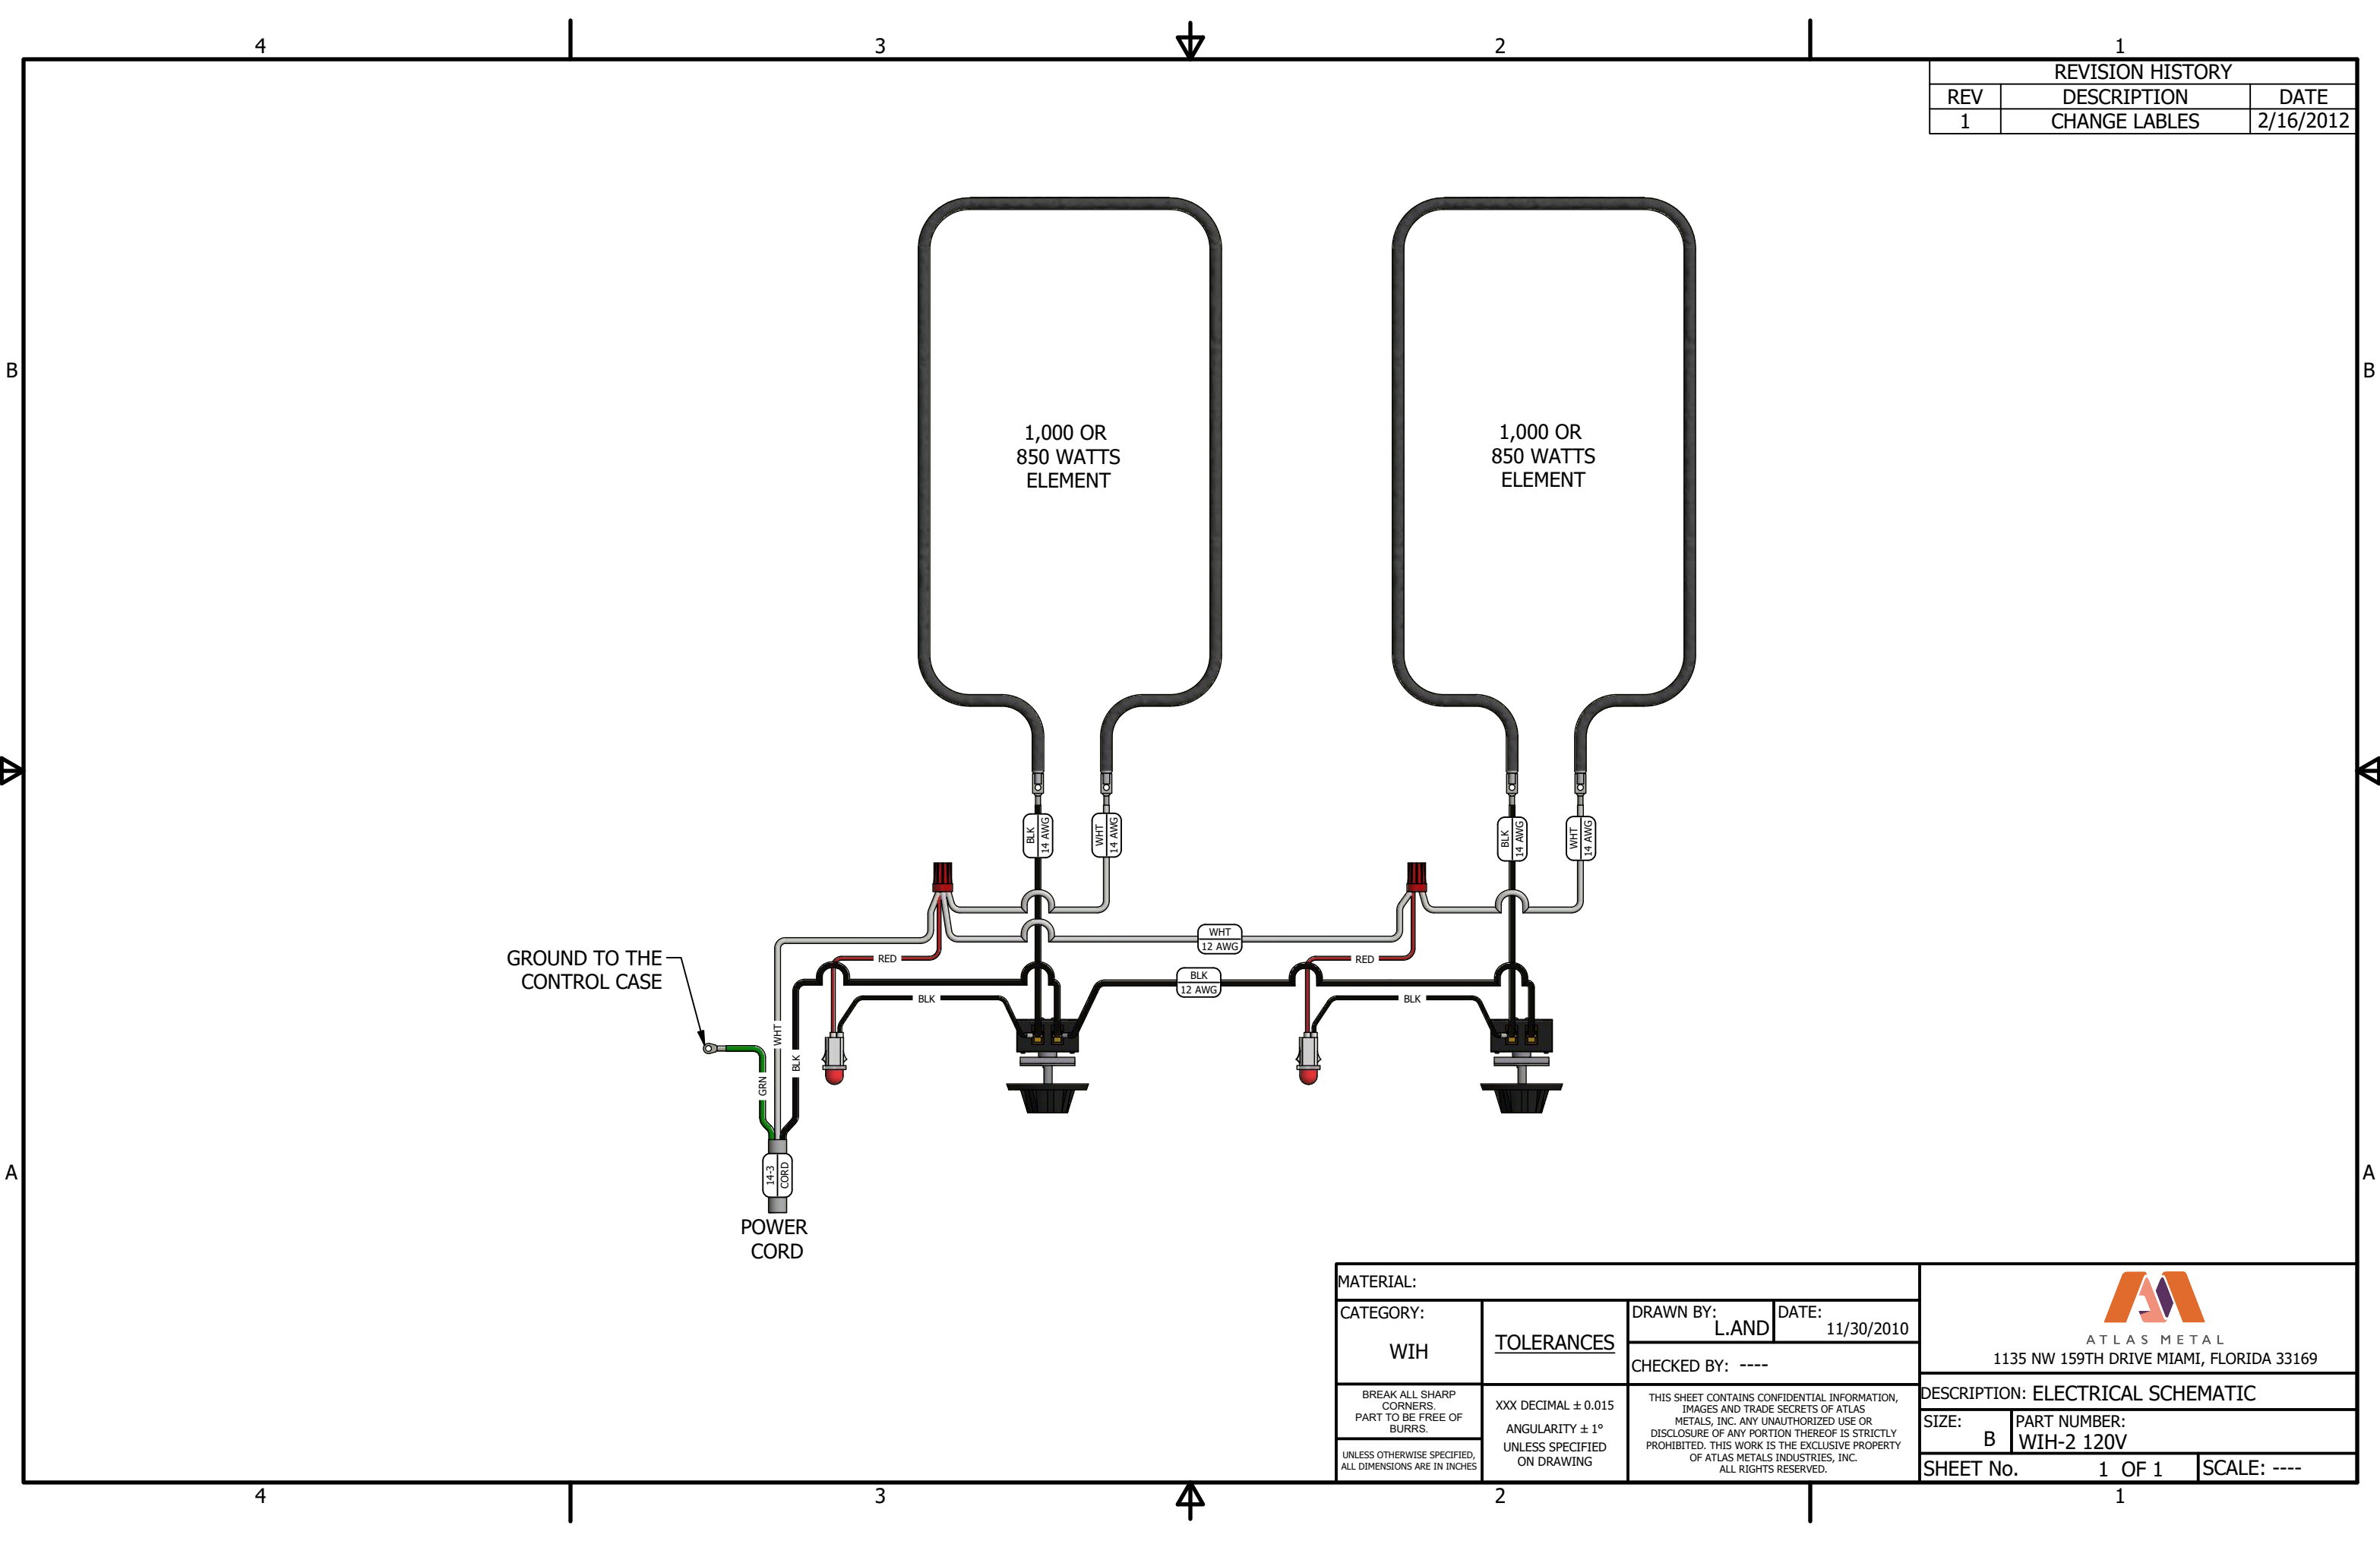 4 3 2 1
REVISION HISTORY
REV DESCRIPTION DATE
1 CHANGE LABLES 2/16/2012
B B
1,000 OR
850 WATTS
ELEMENT
1,000 OR
850 WATTS
ELEMENT
BLK
14 AWG
WHT
14 AWG
BLK
14 AWG
WHT
14 AWG
WHT
12 AWG
RED
RED
GROUND TO THE
CONTROL CASE
BLK
12 AWG
BLK
BLK
WHT
BLK
GRN
14-3
CORD
A A
POWER
CORD
MATERIAL:
CATEGORY:
WIH
TOLERANCES
DRAWN BY:
L.AND
DATE:
11/30/2010
CHECKED BY: ----
BREAK ALL SHARP
CORNERS.
PART TO BE FREE OF
BURRS.
UNLESS OTHERWISE SPECIFIED,
ALL DIMENSIONS ARE IN INCHES
XXX DECIMAL ± 0.015
ANGULARITY ± 1°
UNLESS SPECIFIED
ON DRAWING
THIS SHEET CONTAINS CONFIDENTIAL INFORMATION,
IMAGES AND TRADE SECRETS OF ATLAS
METALS, INC. ANY UNAUTHORIZED USE OR
DISCLOSURE OF ANY PORTION THEREOF IS STRICTLY
PROHIBITED. THIS WORK IS THE EXCLUSIVE PROPERTY
OF ATLAS METALS INDUSTRIES, INC.
ALL RIGHTS RESERVED.
ATLAS METAL
1135 NW 159TH DRIVE MIAMI, FLORIDA 33169
DESCRIPTION: ELECTRICAL SCHEMATIC
SIZE:
B
PART NUMBER:
WIH-2 120V
SHEET No. 1 OF 1
SCALE: ----
4 3 2 1